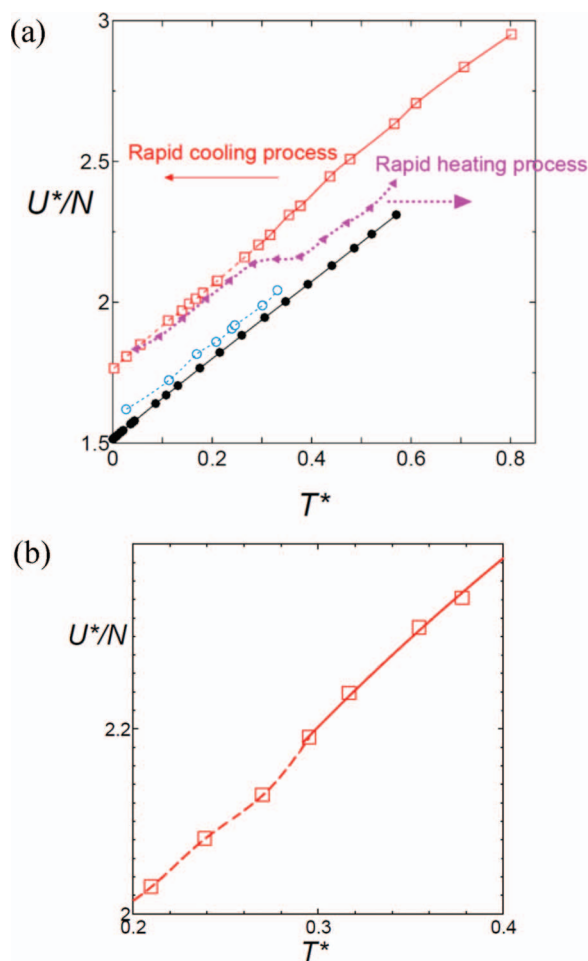 (a)
3
Rapid cooling process
2.5
U*/N
Rapid heating process
2
1.5
0
0.2
0.4
0.6
0.8
T*
(b)
U*/N
2.2
2
0.2
0.3
0.4
T*